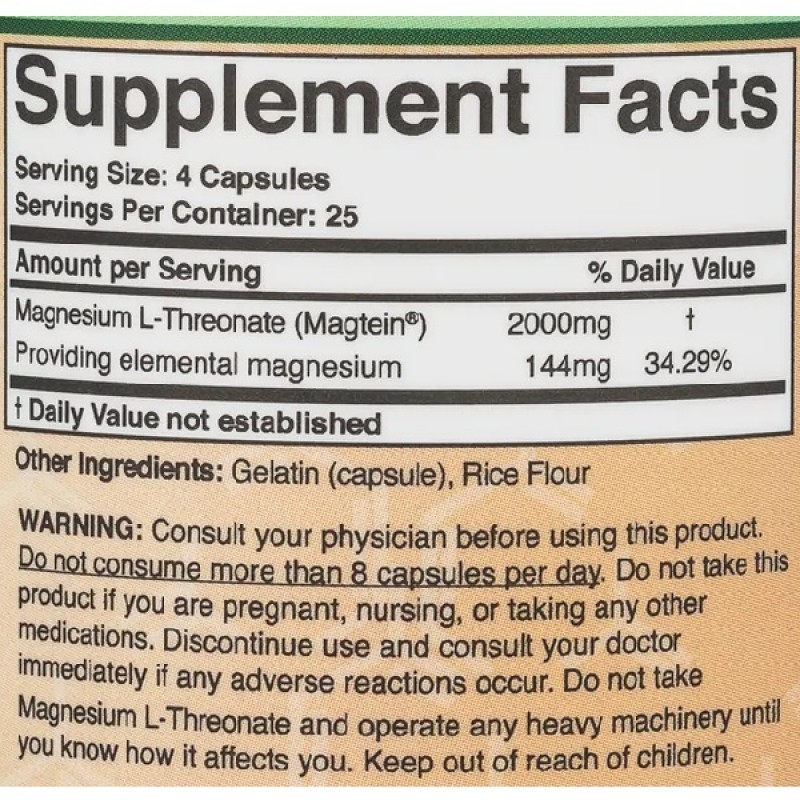 Supplement Facts
Serving Size: 4 Capsules
Servings Per Container: 25
Amount per Serving % Daily Value
Magnesium L-Threonate (Magtein®) 2000mg †
Providing elemental magnesium 144mg 34.29%
† Daily Value not established
Other Ingredients: Gelatin (capsule), Rice Flour
WARNING: Consult your physician before using this product.
Do not consume more than 8 capsules per day. Do not take this
product if you are pregnant, nursing, or taking any other
medications. Discontinue use and consult your doctor
immediately if any adverse reactions occur. Do not take
Magnesium L-Threonate and operate any heavy machinery until
you know how it affects you. Keep out of reach of children.